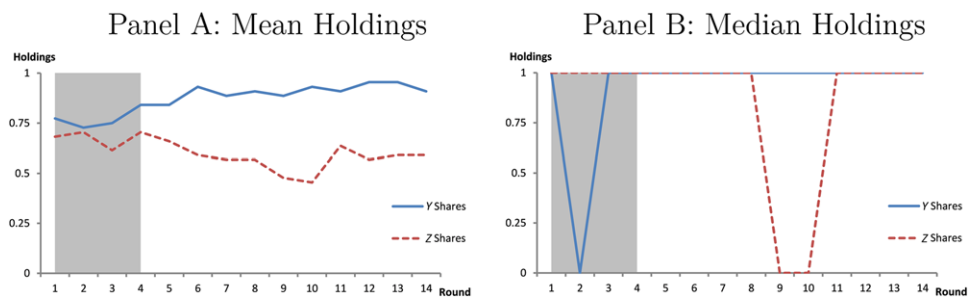 Panel A: Mean Holdings
Holdings
1
0.75
0.5
0.25
0
Y Shares
Z Shares
1 2 3 4 5 6 7 8 9 10 11 12 13 14
Round
Panel B: Median Holdings
Holdings
1
0.75
0.5
0.25
0
Y Shares
Z Shares
1 2 3 4 5 6 7 8 9 10 11 12 13 14
Round